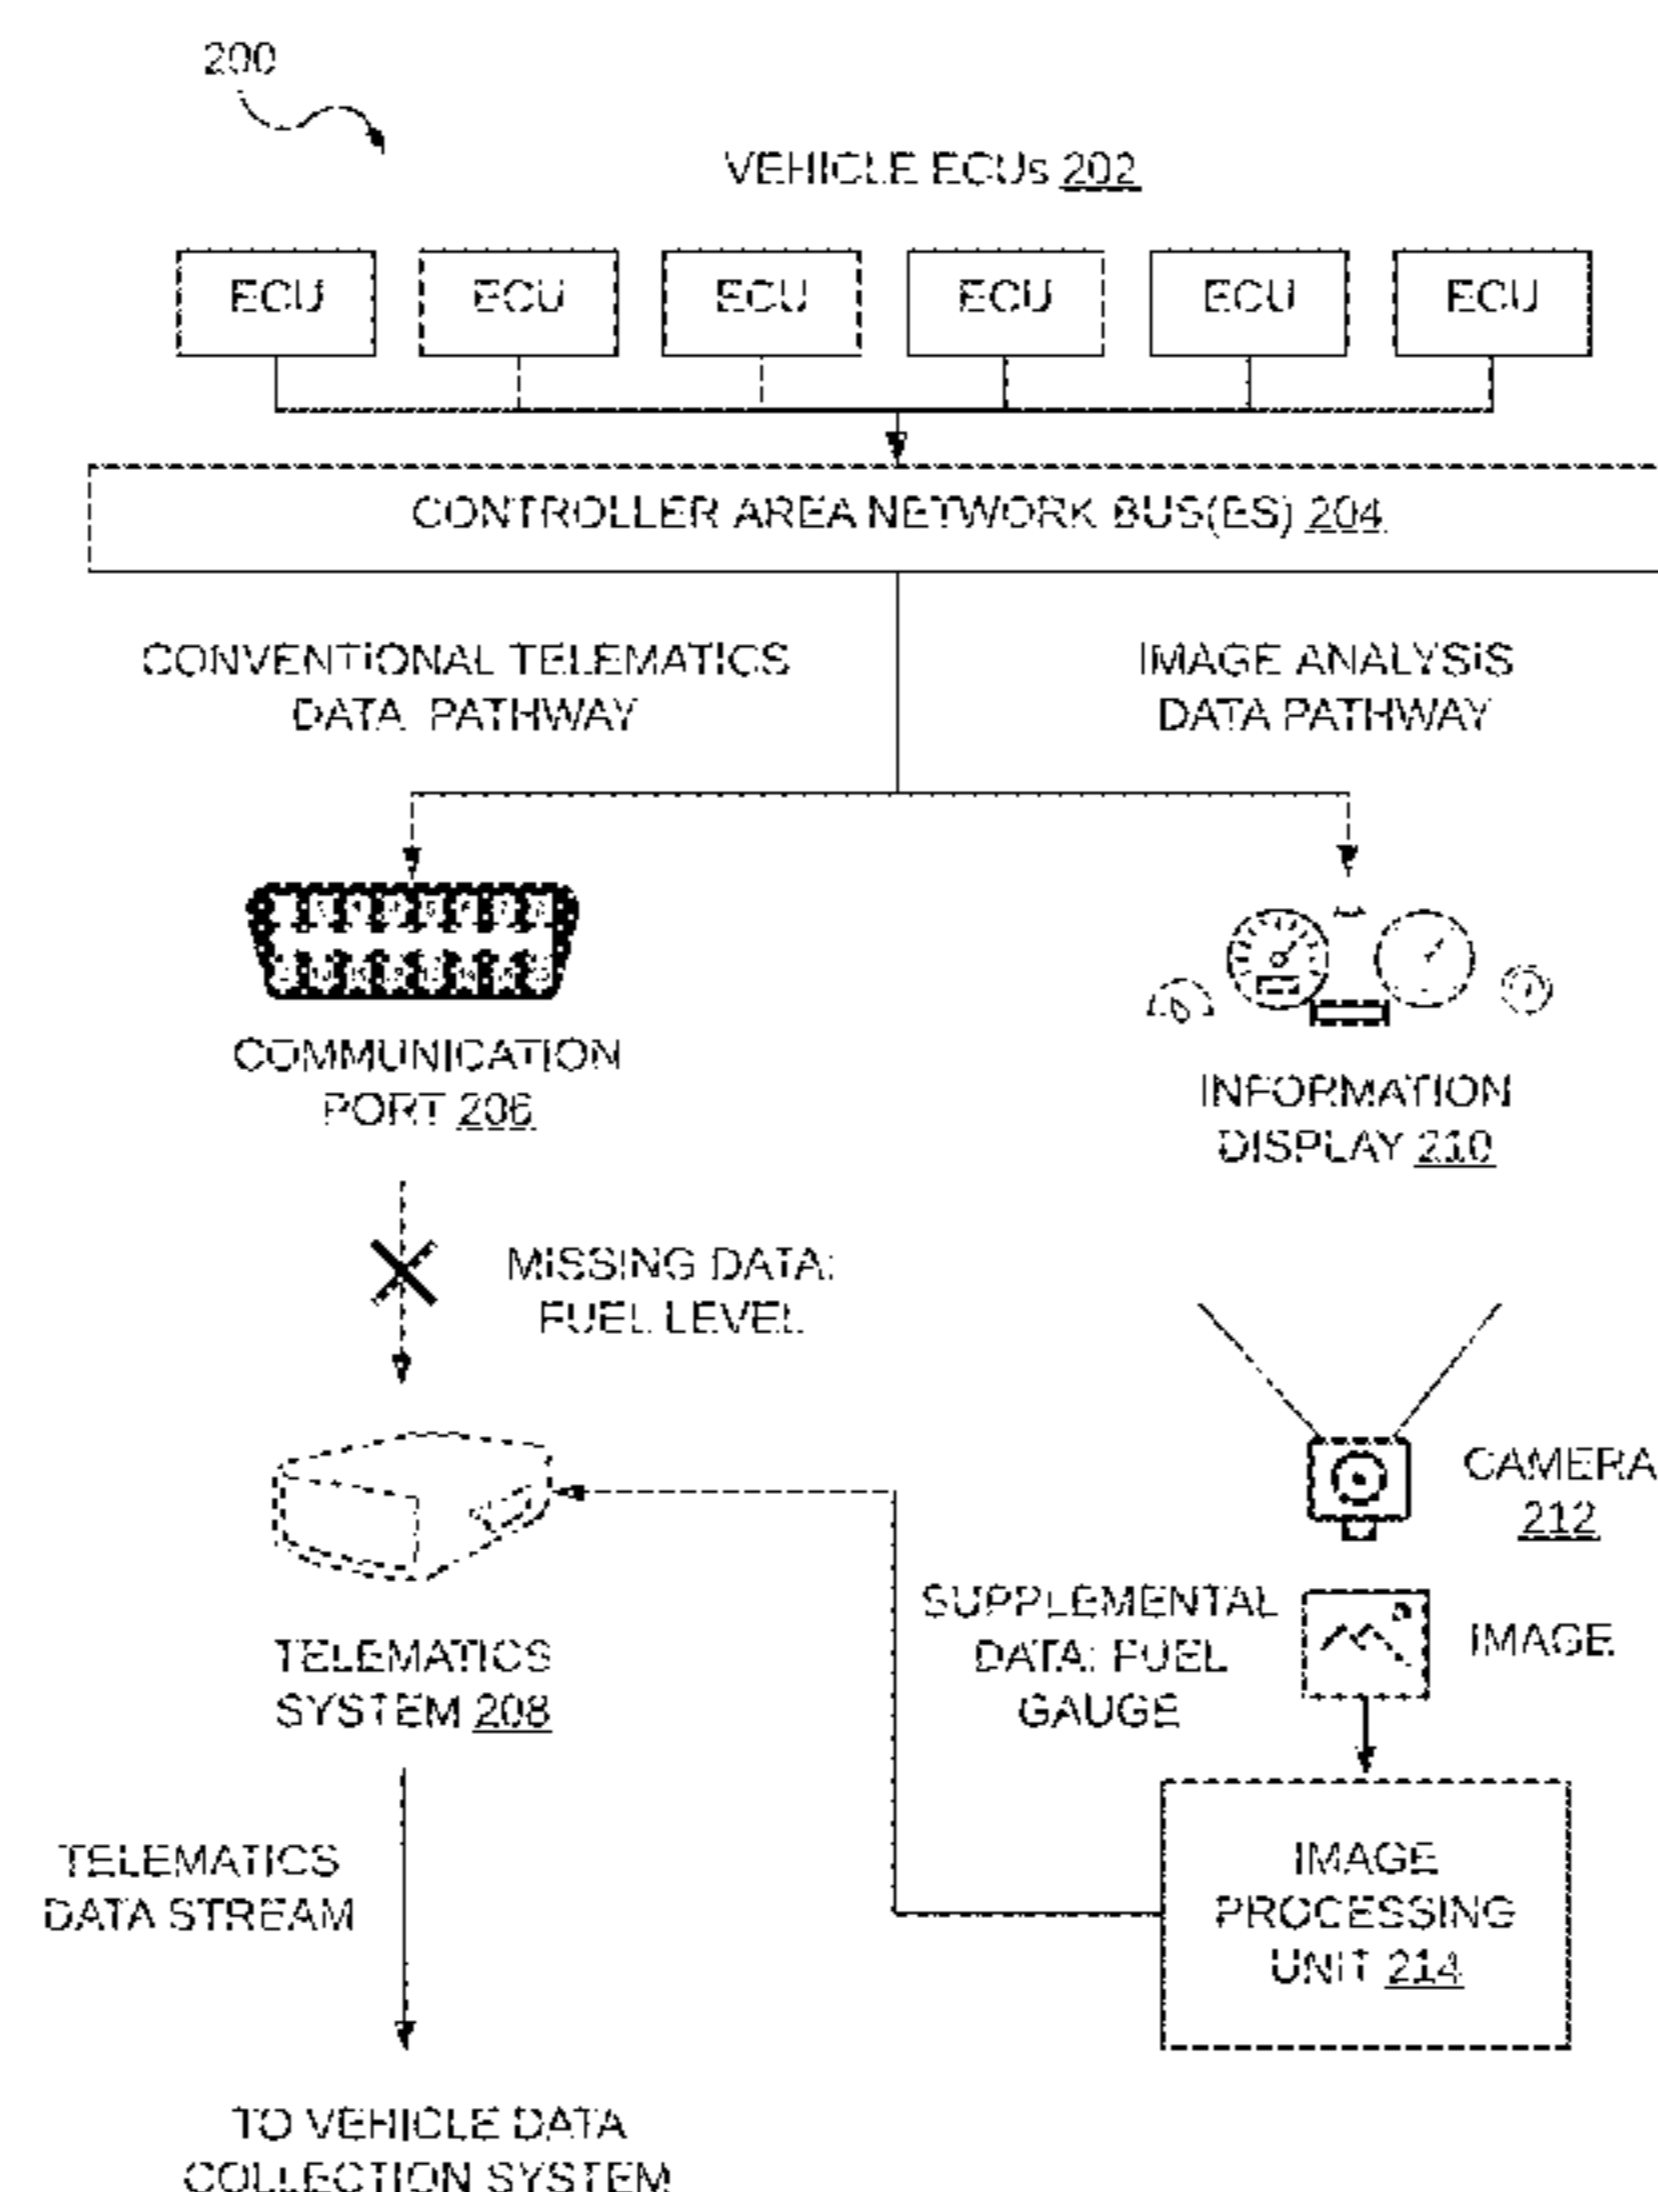 200
VEHICLE ECUs 202
ECU ECU ECU ECU ECU ECU
CONTROLLER AREA NETWORK BUS(ES) 204
CONVENTIONAL TELEMATICS
DATA PATHWAY
IMAGE ANALYSIS
DATA PATHWAY
COMMUNICATION
PORT 206
INFORMATION
DISPLAY 210
MISSING DATA:
FUEL LEVEL
CAMERA
212
SUPPLEMENTAL
DATA: FUEL
GAUGE
IMAGE
TELEMATICS
SYSTEM 208
IMAGE
PROCESSING
UNIT 214
TELEMATICS
DATA STREAM
TO VEHICLE DATA
COLLECTION SYSTEM